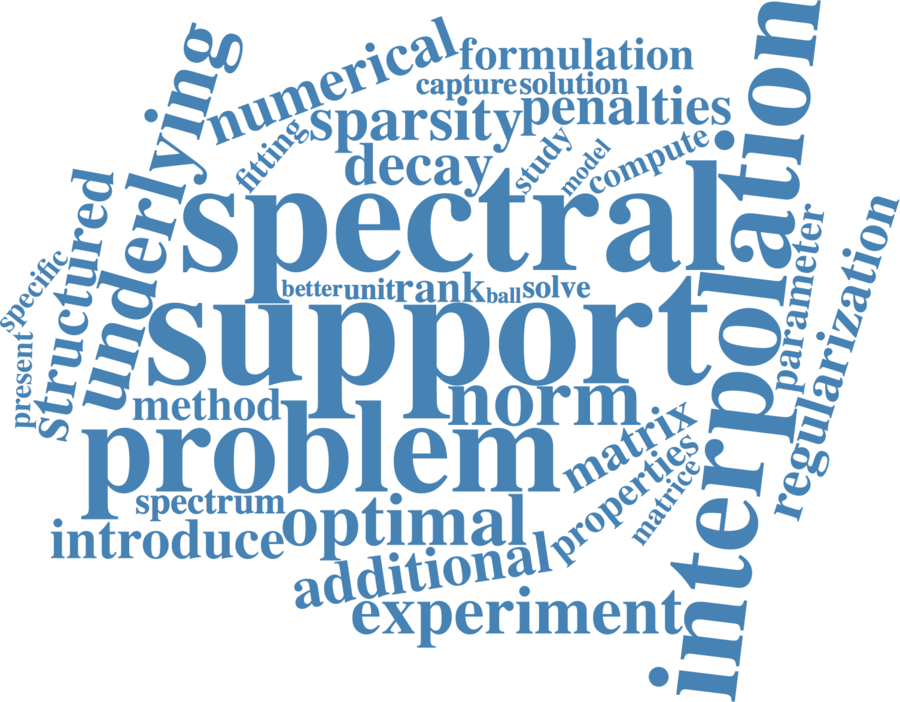 numerical
formulation
capture
solution
underlying
fitting
sparsity
penalties
decay
study
model
compute
interpolation
structured
spectral
specific
better
unit
rank
ball
solve
parameter
regularization
present
support
method
norm
matrix
problem
properties
matrice
spectrum
optimal
introduce
additional
experiment